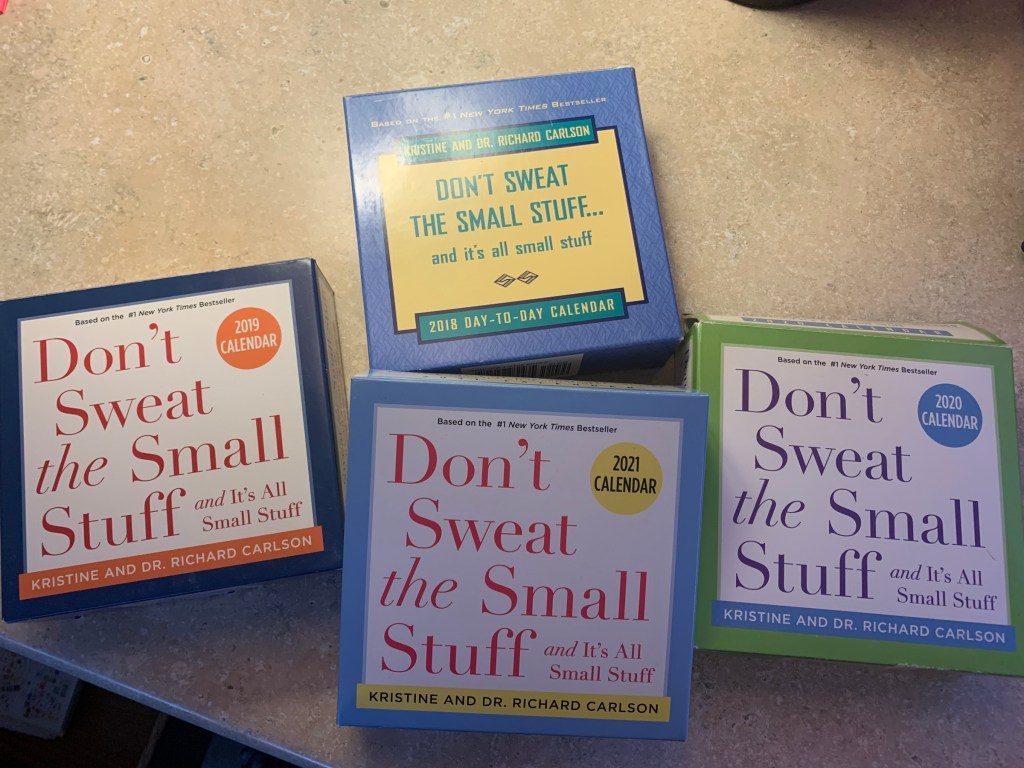 BASED ON THE #1 NEW YORK TIMES BESTSELLER
KRISTINE AND DR. RICHARD CARLSON
DON'T SWEAT
THE SMALL STUFF...
and it's all small stuff
2018 DAY-TO-DAY CALENDAR
Based on the #1 New York Times Bestseller
2019
CALENDAR
Don't
Sweat
the Small
Stuff and It's All
Small Stuff
KRISTINE AND DR. RICHARD CARLSON
Based on the #1 New York Times Bestseller
2021
CALENDAR
Don't
Sweat
the Small
Stuff and It's All
Small Stuff
KRISTINE AND DR. RICHARD CARLSON
Based on the #1 New York Times Bestseller
2020
CALENDAR
Don't
Sweat
the Small
Stuff and It's All
Small Stuff
KRISTINE AND DR. RICHARD CARLSON